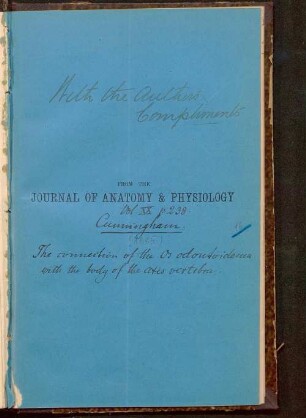 With the author's
Compliments
FROM THE
JOURNAL OF ANATOMY & PHYSIOLOGY
Vol XX p 238
Cunningham
The connection of the Os odontoideum
with the body of the axis vertebra.